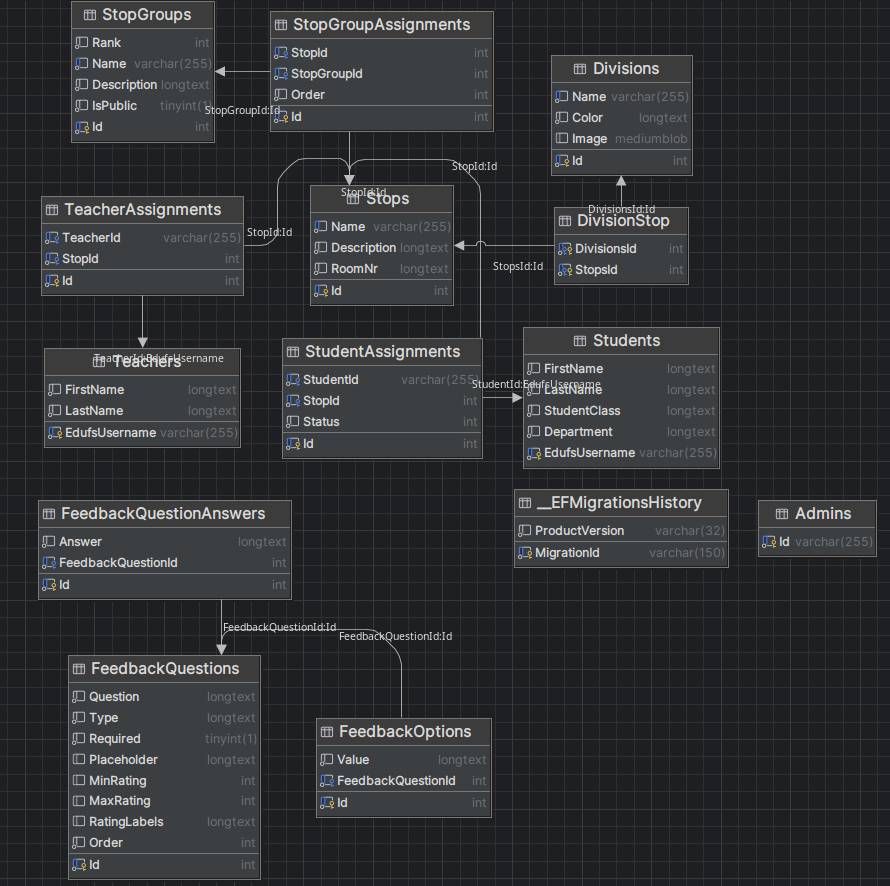 StopGroups
Rank int
Name varchar(255)
Description longtext
IsPublic tinyint(1)
Id int
StopGroupId:Id
StopGroupAssignments
StopId int
StopGroupId int
Order int
Id int
Divisions
Name varchar(255)
Color longtext
Image mediumblob
Id int
StopId:Id
StopId:Id
StopId:Id
TeacherAssignments
TeacherId varchar(255)
StopId int
Id int
Stops
Name varchar(255)
Description longtext
RoomNr longtext
Id int
DivisionsId:Id
DivisionStop
DivisionsId int
StopsId int
StopsId:Id
TeacherId:EdufsUsername
Teachers
FirstName longtext
LastName longtext
EdufsUsername varchar(255)
StudentAssignments
StudentId varchar(255)
StopId int
Status int
Id int
StudentId:EdufsUsername
Students
FirstName longtext
LastName longtext
StudentClass longtext
Department longtext
EdufsUsername varchar(255)
FeedbackQuestionAnswers
Answer longtext
FeedbackQuestionId int
Id int
__EFMigrationsHistory
ProductVersion varchar(32)
MigrationId varchar(150)
Admins
Id varchar(255)
FeedbackQuestionId:Id
FeedbackQuestionId:Id
FeedbackQuestions
Question longtext
Type longtext
Required tinyint(1)
Placeholder longtext
MinRating int
MaxRating int
RatingLabels longtext
Order int
Id int
FeedbackOptions
Value longtext
FeedbackQuestionId int
Id int